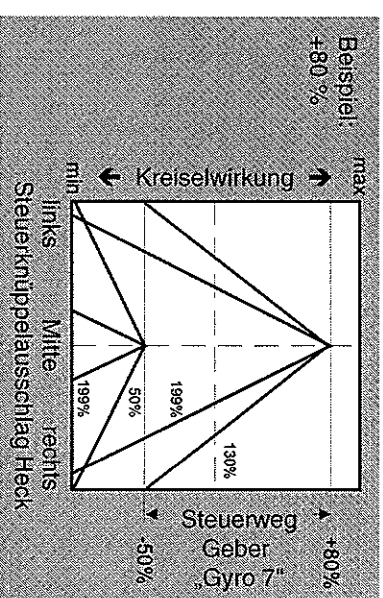 Beispiel:
+80 %
max
← Kreiselwirkung →
min
links Mitte rechts
Steuerknüppelausschlag Heck
199%
50%
199%
130%
Steuerweg
Geber
„Gyro 7"
+80%
-50%